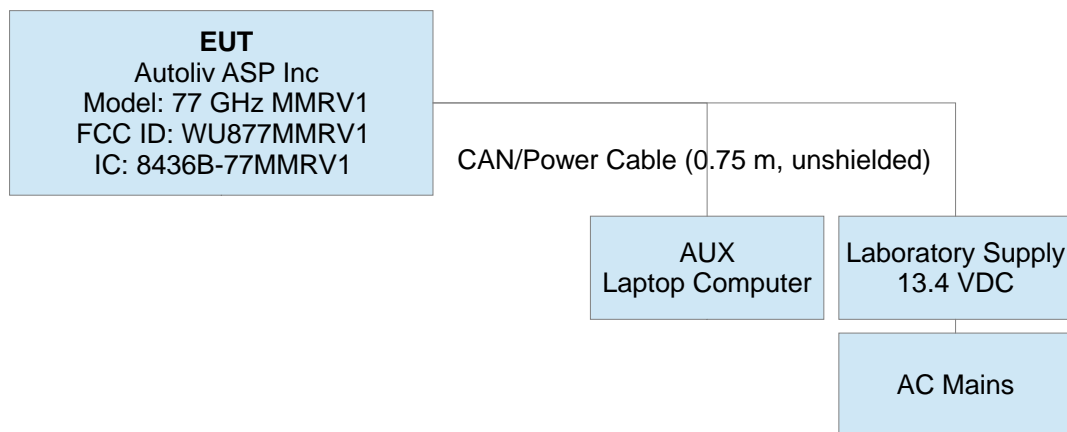 EUT
Autoliv ASP Inc
Model: 77 GHz MMRV1
FCC ID: WU877MMRV1
IC: 8436B-77MMRV1
CAN/Power Cable (0.75 m, unshielded)
AUX
Laptop Computer
Laboratory Supply
13.4 VDC
AC Mains